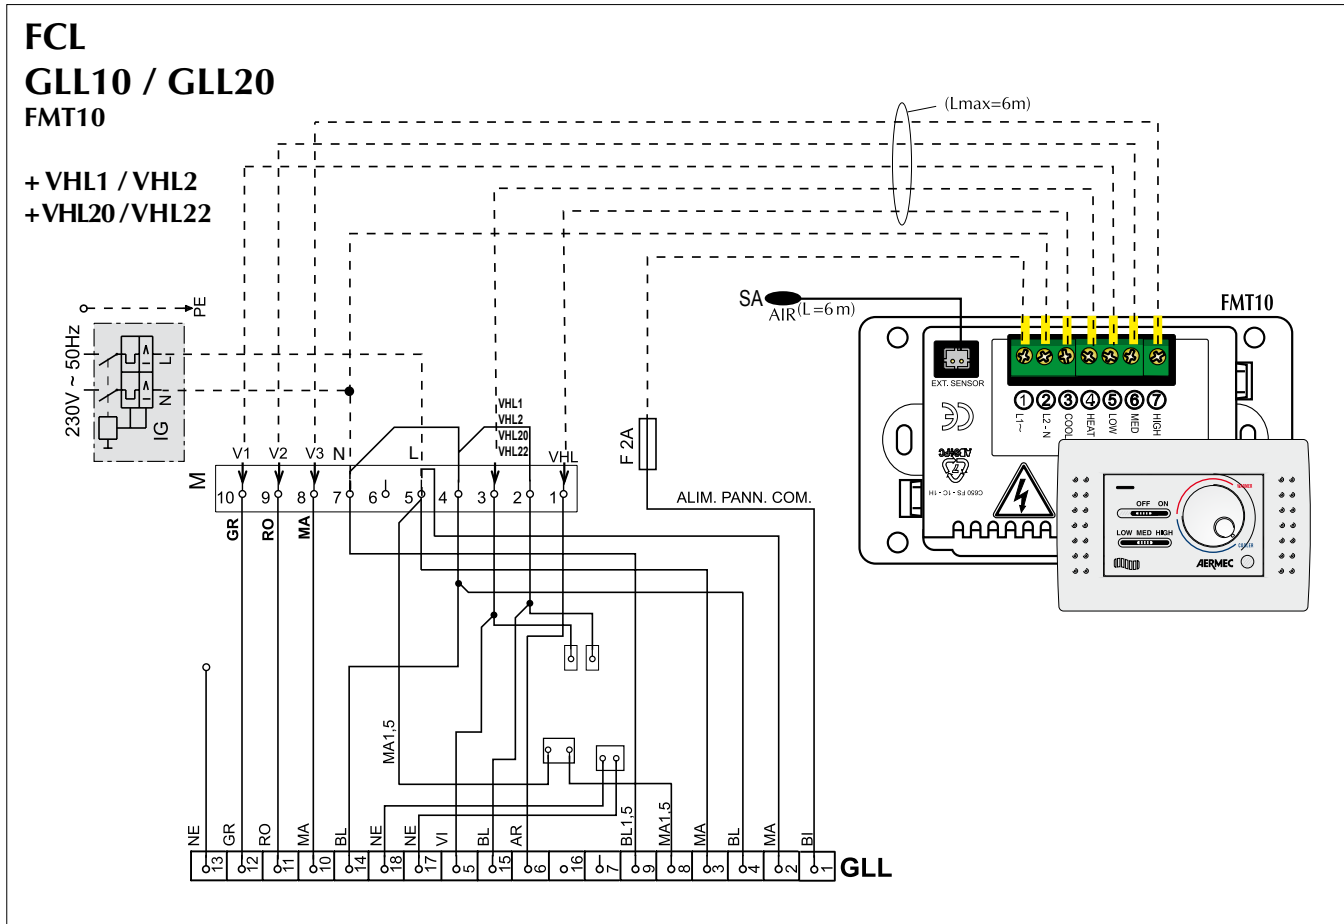 FCL
GLL10 / GLL20
FMT10
+ VHL1 / VHL2
+VHL20 / VHL22
(Lmax=6m)
SA
AIR (L=6m)
FMT10
PE
230V ~ 50Hz
L
N
IG
EXT. SENSOR
1 2 3 4 5 6 7
L1~ L2 - N COOL HEAT LOW MED HIGH
C650 FS - 1C - 1H
OFF ON
LOW MED HIGH
COOLER
AERMEC
VHL1
VHL2
VHL20
VHL22
F 2A
V1 V2 V3 N L VHL
M
10 9 8 7 6 5 4 3 2 1
GR RO MA
ALIM. PANN. COM.
MA1,5
NE GR RO MA BL NE NE VI BL AR BL1,5 MA1,5 MA BL MA BI
13 12 11 10 14 18 17 5 15 6 16 7 9 8 3 4 2 1
GLL